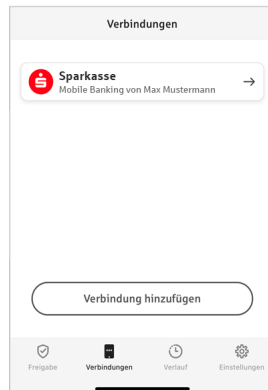 Verbindungen
Sparkasse
Mobile Banking von Max Mustermann
Verbindung hinzufügen
Freigabe Verbindungen Verlauf Einstellungen